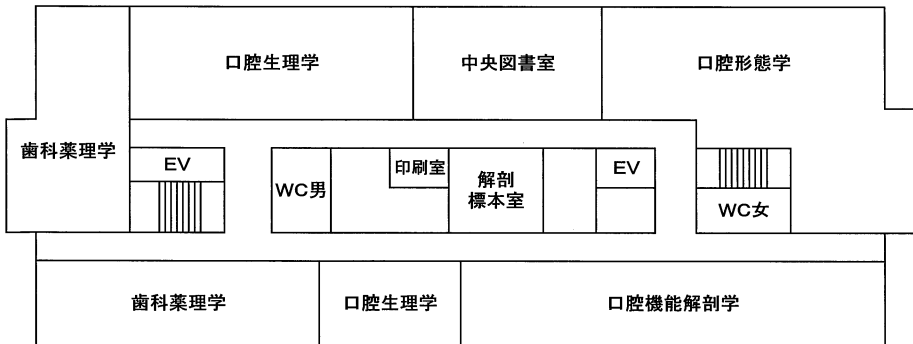 口腔生理学
中央図書室
口腔形態学
歯科薬理学
EV
WC男
印刷室
解剖
標本室
EV
WC女
歯科薬理学
口腔生理学
口腔機能解剖学